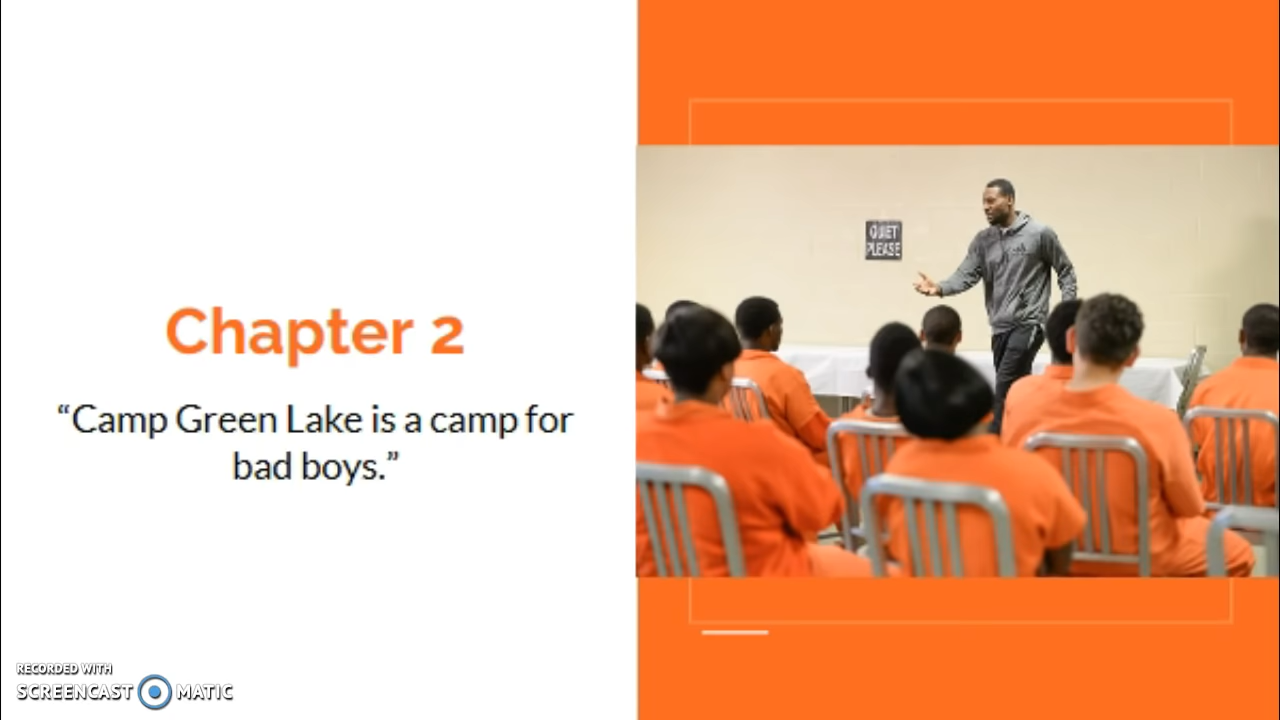 Chapter 2
“Camp Green Lake is a camp for
bad boys.”
QUIET
PLEASE
RECORDED WITH
SCREENCAST MATIC